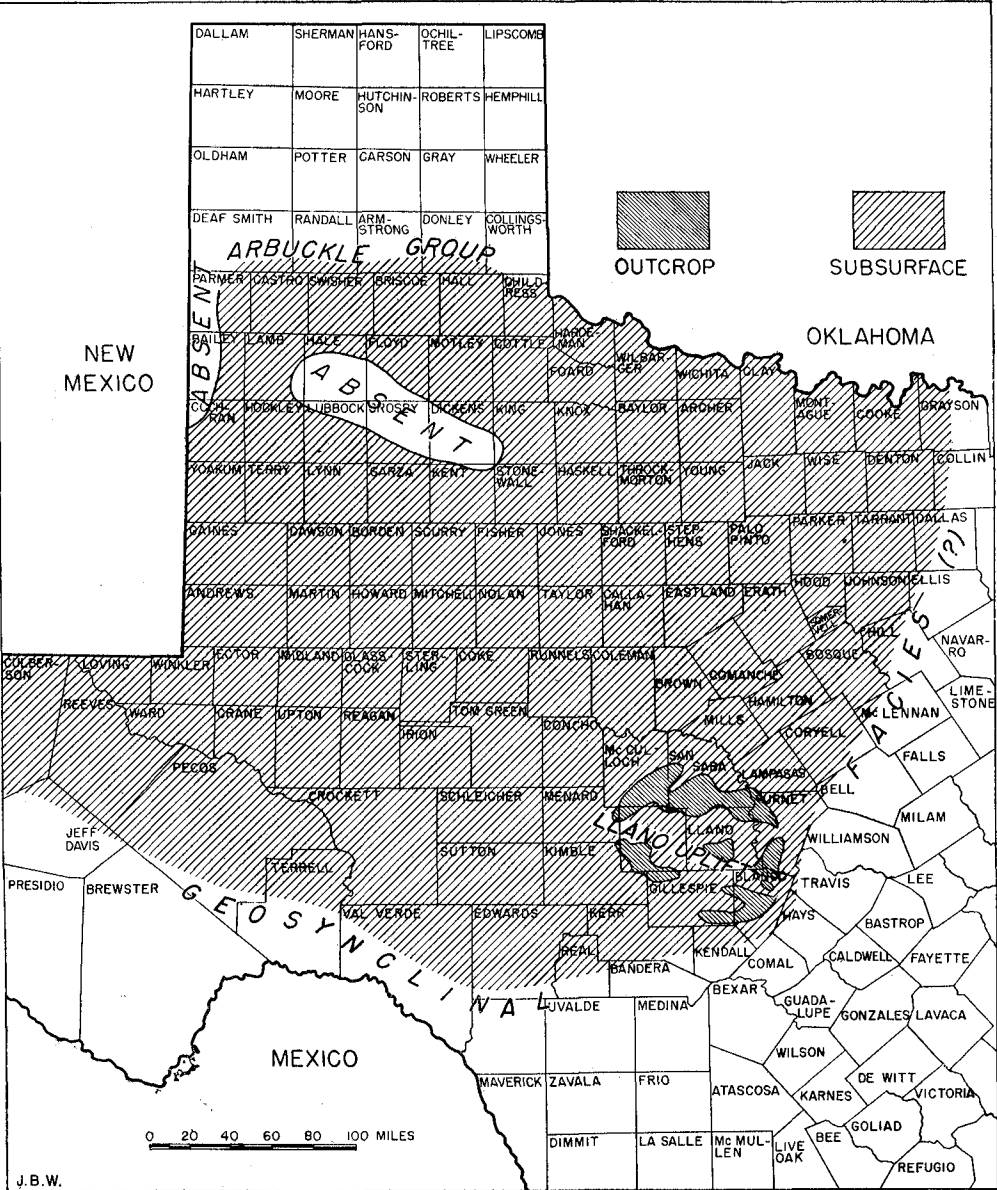 DALLAM SHERMAN HANS- OCHIL- LIPSCOMB
FORD TREE
HARTLEY MOORE HUTCHIN- ROBERTS HEMPHILL
SON
OLDHAM POTTER CARSON GRAY WHEELER
DEAF SMITH RANDALL ARM- DONLEY COLLINGS-
STRONG WORTH
ARBUCKLE GROUP
OUTCROP SUBSURFACE
PARMER CASTRO SWISHER BRISCOE HALL CHILD-
RESS
ABSENT
NEW
MEXICO
OKLAHOMA
BAILEY LAMB HALE FLOYD MOTLEY COTTLE HARDE-
MAN
FOARD WILBAR-
GER
WICHITA CLAY
ABSENT
COCH-
RAN
HOCKLEY LUBBOCK CROSBY DICKENS KING KNOX BAYLOR ARCHER MONT-
AGUE
COOKE GRAYSON
YOAKUM TERRY LYNN GARZA KENT STONE-
WALL
HASKELL THROCK-
MORTON
YOUNG JACK WISE DENTON COLLIN
GAINES DAWSON BORDEN SCURRY FISHER JONES SHACKEL-
FORD
STEP-
HENS
PALO
PINTO
PARKER TARRANT DALLAS
(?)
ANDREWS MARTIN HOWARD MITCHELL NOLAN TAYLOR CALLA-
HAN
EASTLAND ERATH HOOD JOHNSON ELLIS
SOMER-
VELL
HILL NAVAR-
RO
CULBER-
SON
LOVING WINKLER ECTOR MIDLAND GLASS-
COCK
STER-
LING
COKE RUNNELS COLEMAN BROWN COMANCHE BOSQUE
HAMILTON LIME-
STONE
REEVES WARD CRANE UPTON REAGAN TOM GREEN
IRION CONCHO MILLS CORYELL McLENNAN
FALLS
FACIES
PECOS Mc CUL-
LOCH
SAN
SABA
LAMPASAS BELL
CROCKETT SCHLEICHER MENARD BURNET MILAM
JEFF
DAVIS
LLANO WILLIAMSON
LLANO UPLIFT
TERRELL SUTTON KIMBLE
PRESIDIO BREWSTER GILLESPIE BLANCO TRAVIS LEE
GEOSYNCLINAL
VAL VERDE EDWARDS KERR HAYS BASTROP
REAL KENDALL COMAL CALDWELL FAYETTE
BANDERA
BEXAR
UVALDE MEDINA GUADA-
LUPE
GONZALES LAVACA
MEXICO
WILSON
MAVERICK ZAVALA FRIO ATASCOSA KARNES DE WITT VICTORIA
GOLIAD
DIMMIT LA SALLE Mc MUL-
LEN
LIVE
OAK
BEE
REFUGIO
0 20 40 60 80 100 MILES
J.B.W.